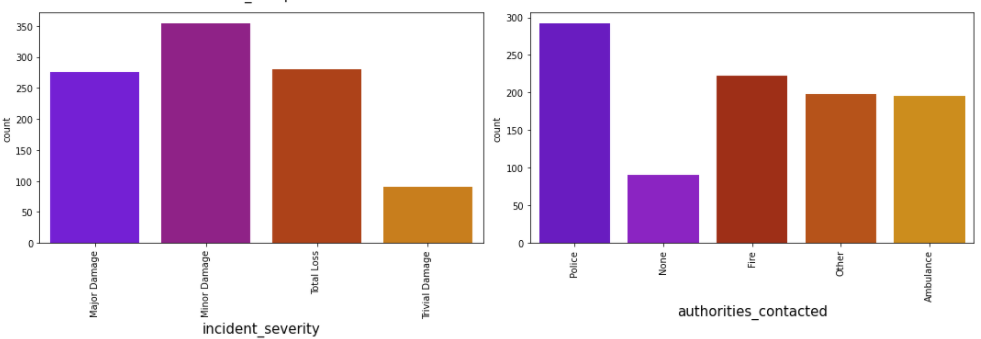 350
300
250
200
150
100
50
0
count
Major Damage
Minor Damage
Total Loss
Trivial Damage
incident_severity
300
250
200
150
100
50
0
count
Police
None
Fire
Other
Ambulance
authorities_contacted